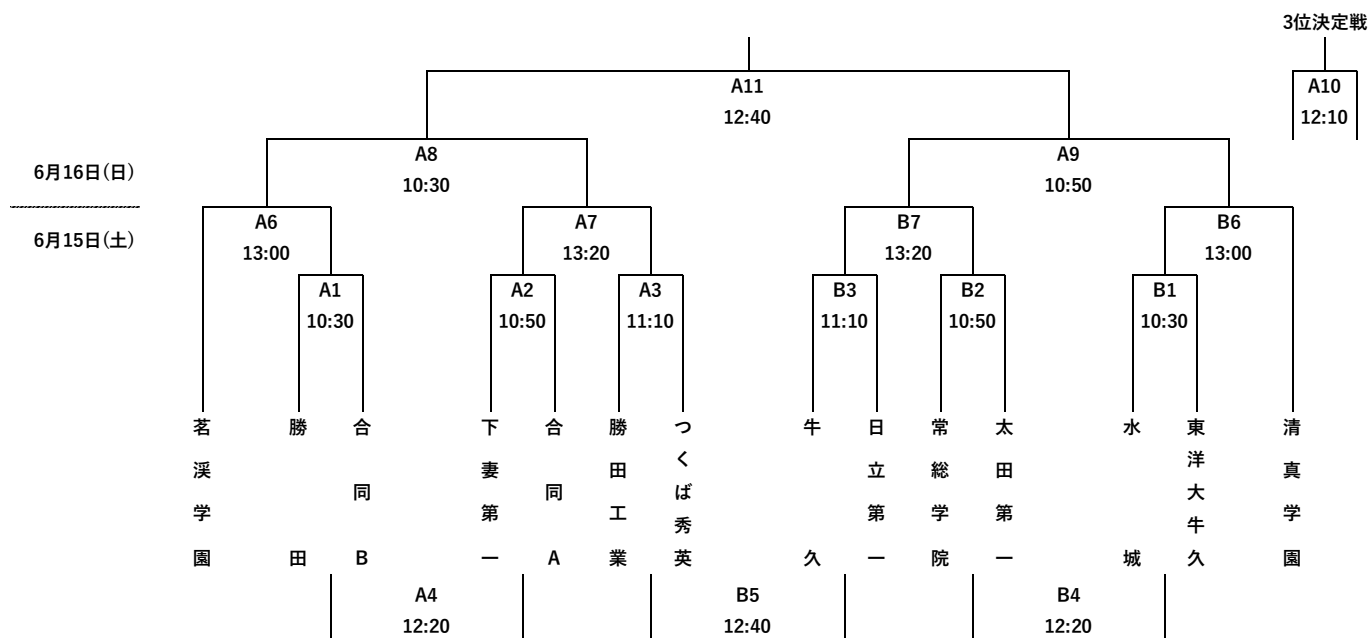 3位決定戦
A11
12:40
A10
12:10
A8
10:30
A9
10:50
6月16日(日)
6月15日(土)
A6
13:00
A7
13:20
B7
13:20
B6
13:00
A1
10:30
A2
10:50
A3
11:10
B3
11:10
B2
10:50
B1
10:30
茗溪学園
勝田
合同B
下妻第一
合同A
勝田工業
つくば秀英
牛久
日立第一
常総学院
太田第一
水城
東洋大牛久
清真学園
A4
12:20
B5
12:40
B4
12:20